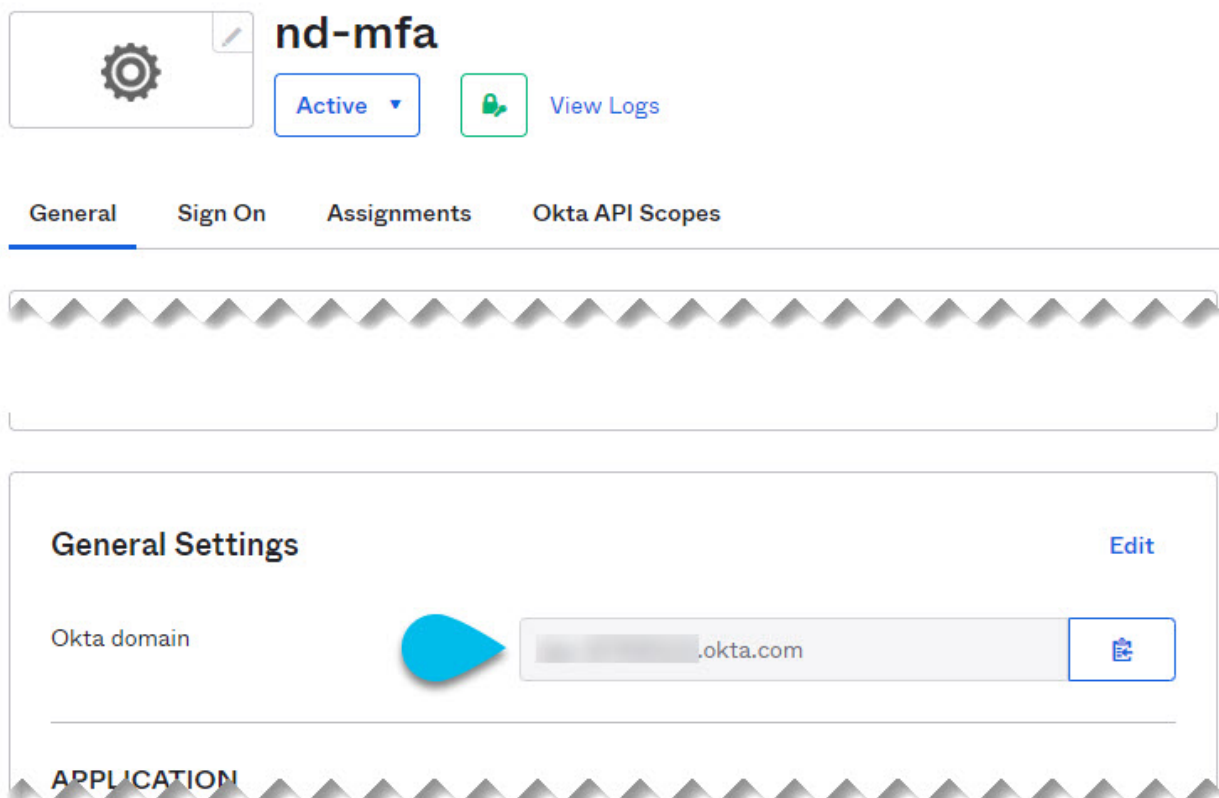 nd-mfa
Active
View Logs
General Sign On Assignments Okta API Scopes
General Settings Edit
Okta domain .okta.com
APPLICATION